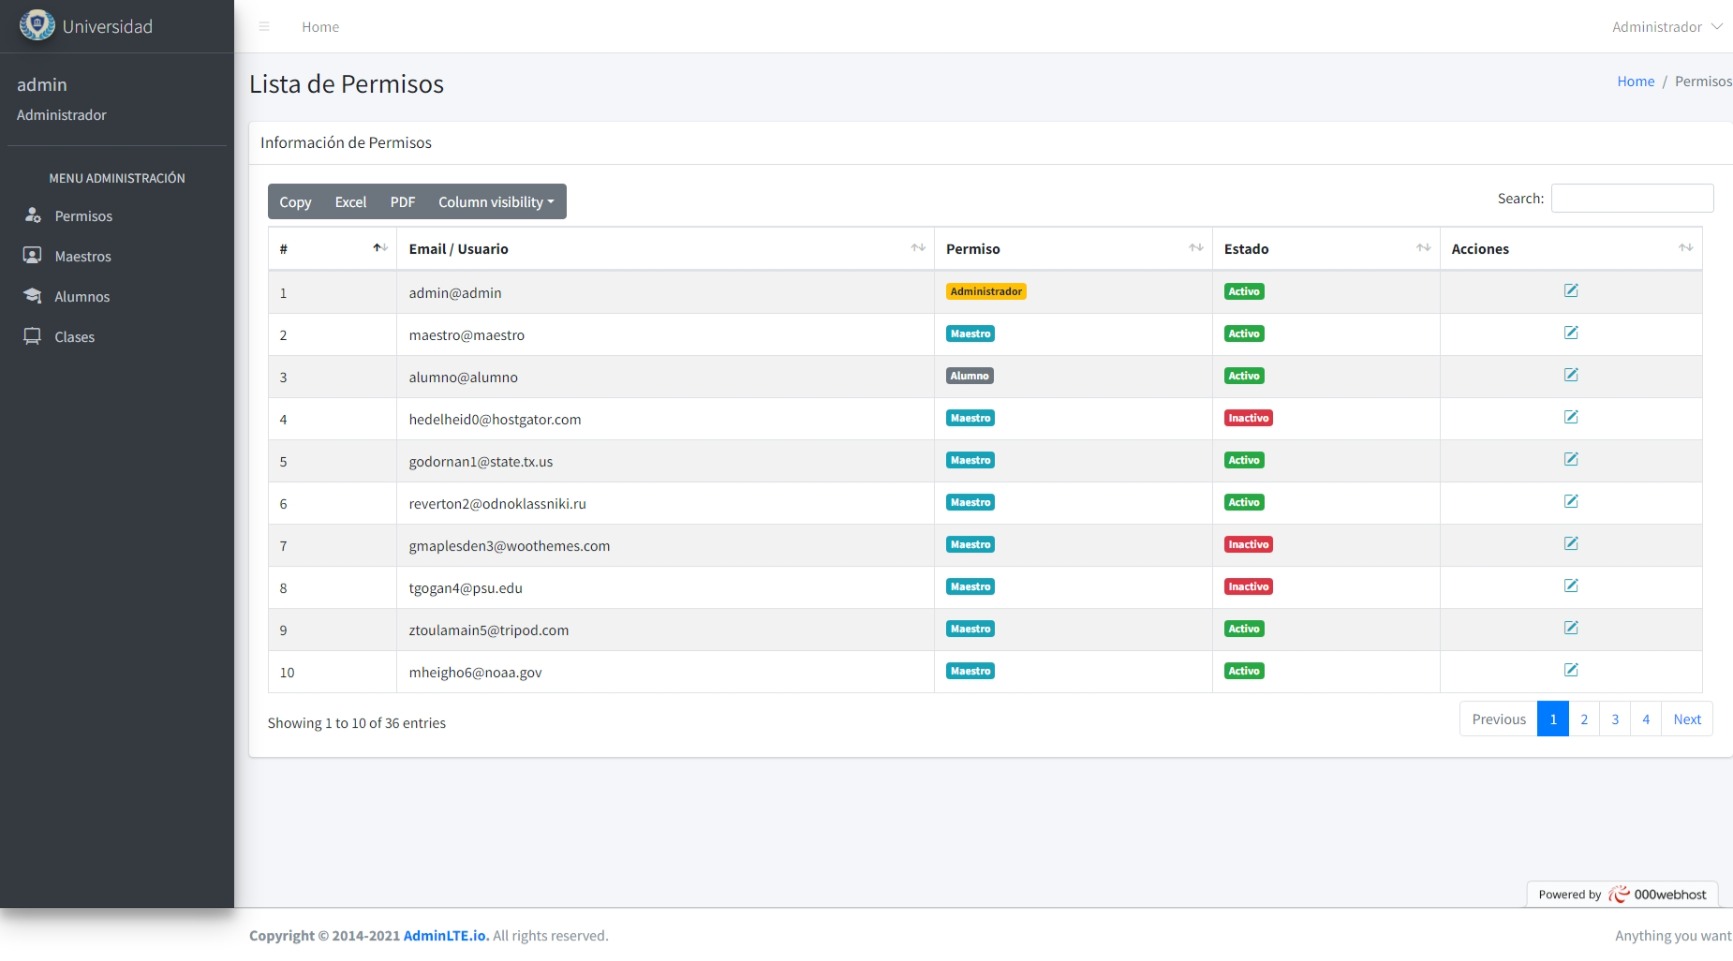 Universidad
Home
Administrador
admin
Administrador
MENU ADMINISTRACIÓN
Permisos
Maestros
Alumnos
Clases
Lista de Permisos
Home / Permisos
Información de Permisos
Copy Excel PDF Column visibility
Search:
# Email / Usuario Permiso Estado Acciones
1 admin@admin Administrador Activo
2 maestro@maestro Maestro Activo
3 alumno@alumno Alumno Activo
4 hedelheid0@hostgator.com Maestro Inactivo
5 godornan1@state.tx.us Maestro Activo
6 reverton2@odnoklassniki.ru Maestro Activo
7 gmaplesden3@woothemes.com Maestro Inactivo
8 tgogan4@psu.edu Maestro Inactivo
9 ztoulamain5@tripod.com Maestro Activo
10 mheigho6@noaa.gov Maestro Activo
Showing 1 to 10 of 36 entries
Previous 1 2 3 4 Next
Powered by 000webhost
Copyright © 2014-2021 AdminLTE.io. All rights reserved.
Anything you want